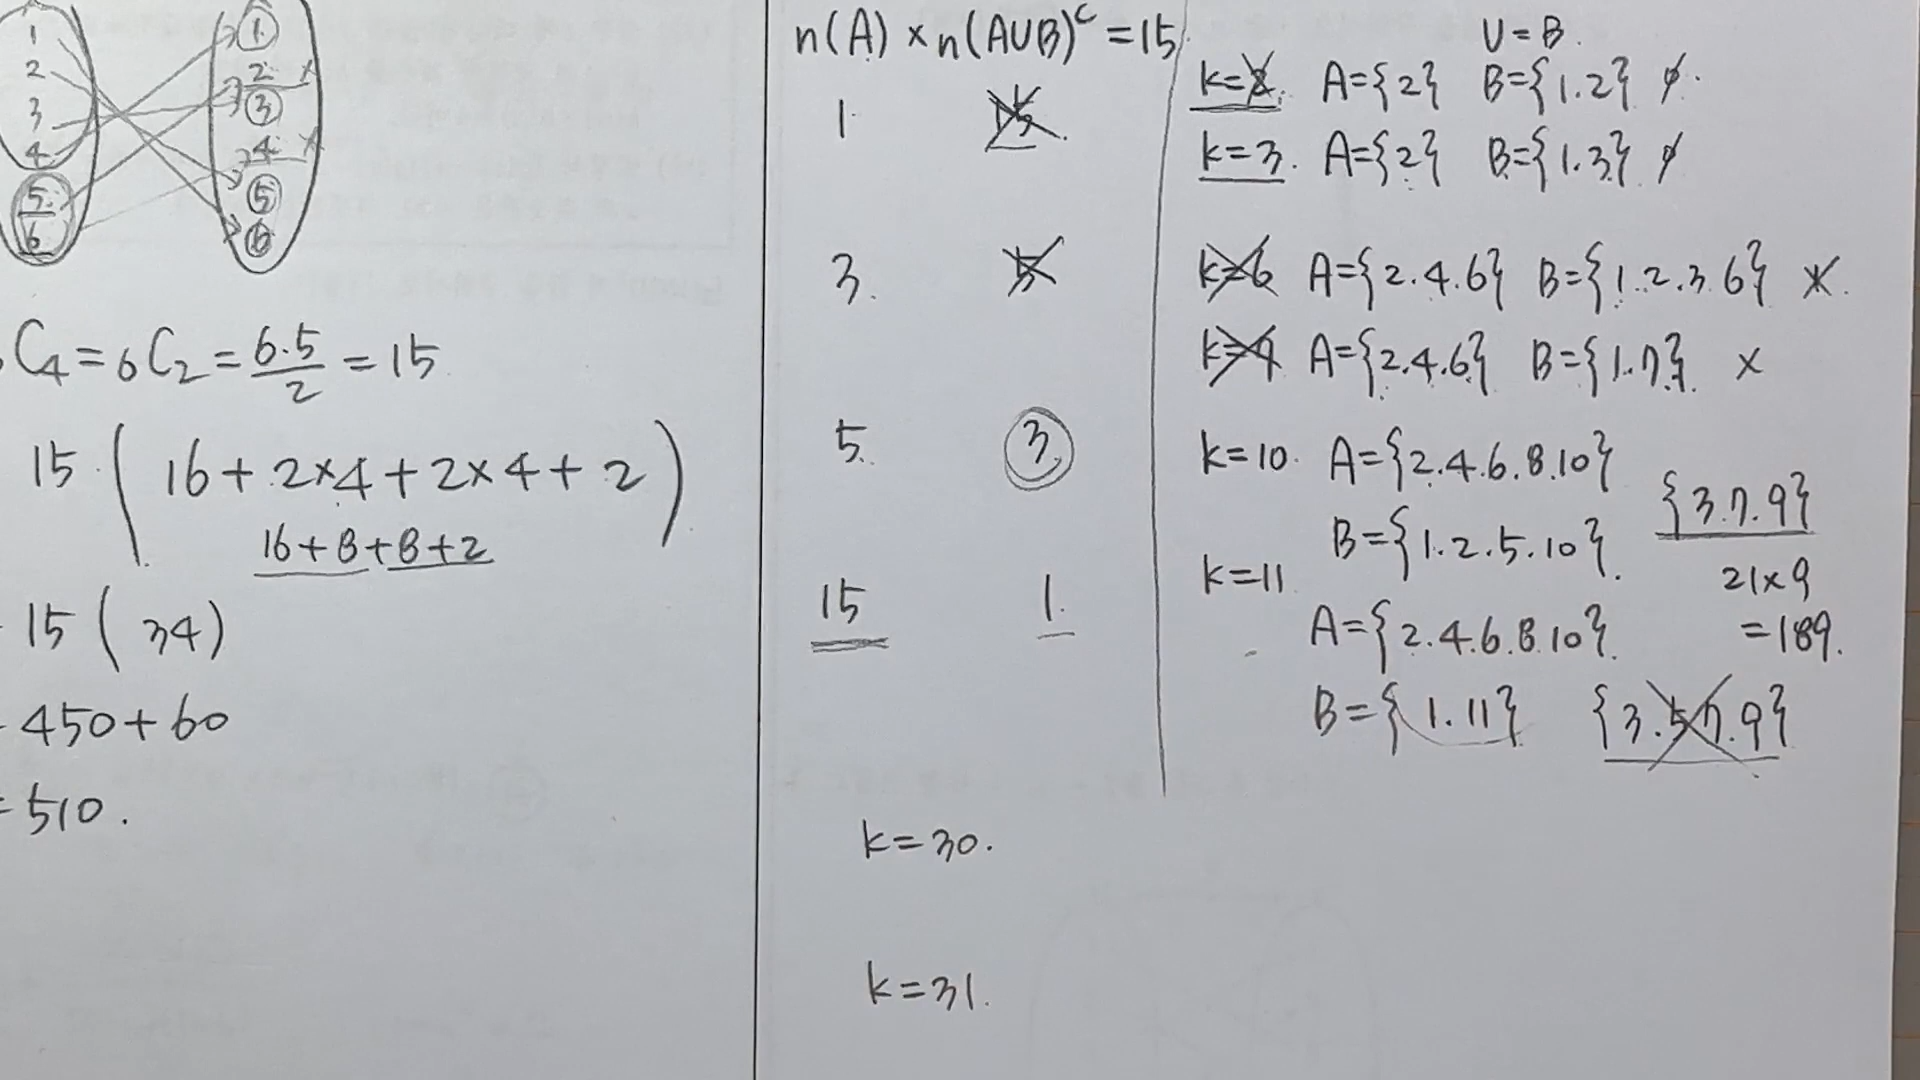 1
2
3
4
5
6
1
2 x
3
4 x
5
6
C₄ = ₆C₂ = 6·5/2 = 15
15 ( 16 + 2×4 + 2×4 + 2 )
16+8+8+2
15 ( 34 )
450 + 60
= 510.
n(A) × n(A∪B)ᶜ = 15
1 15
3. 5
5. 3
15 1.
k=30.
k=31.
U=B.
k=2. A={2} B={1.2} ∅.
k=3. A={2} B={1.3} ∅
k=6 A={2.4.6} B={1.2.3.6} x.
k=7 A={2.4.6} B={1.7}. x
k=10. A={2.4.6.8.10}
B={1.2.5.10}. {3.7.9}
k=11. 21×9
A={2.4.6.8.10}. =189.
B={1.11} {3.5.7.9}